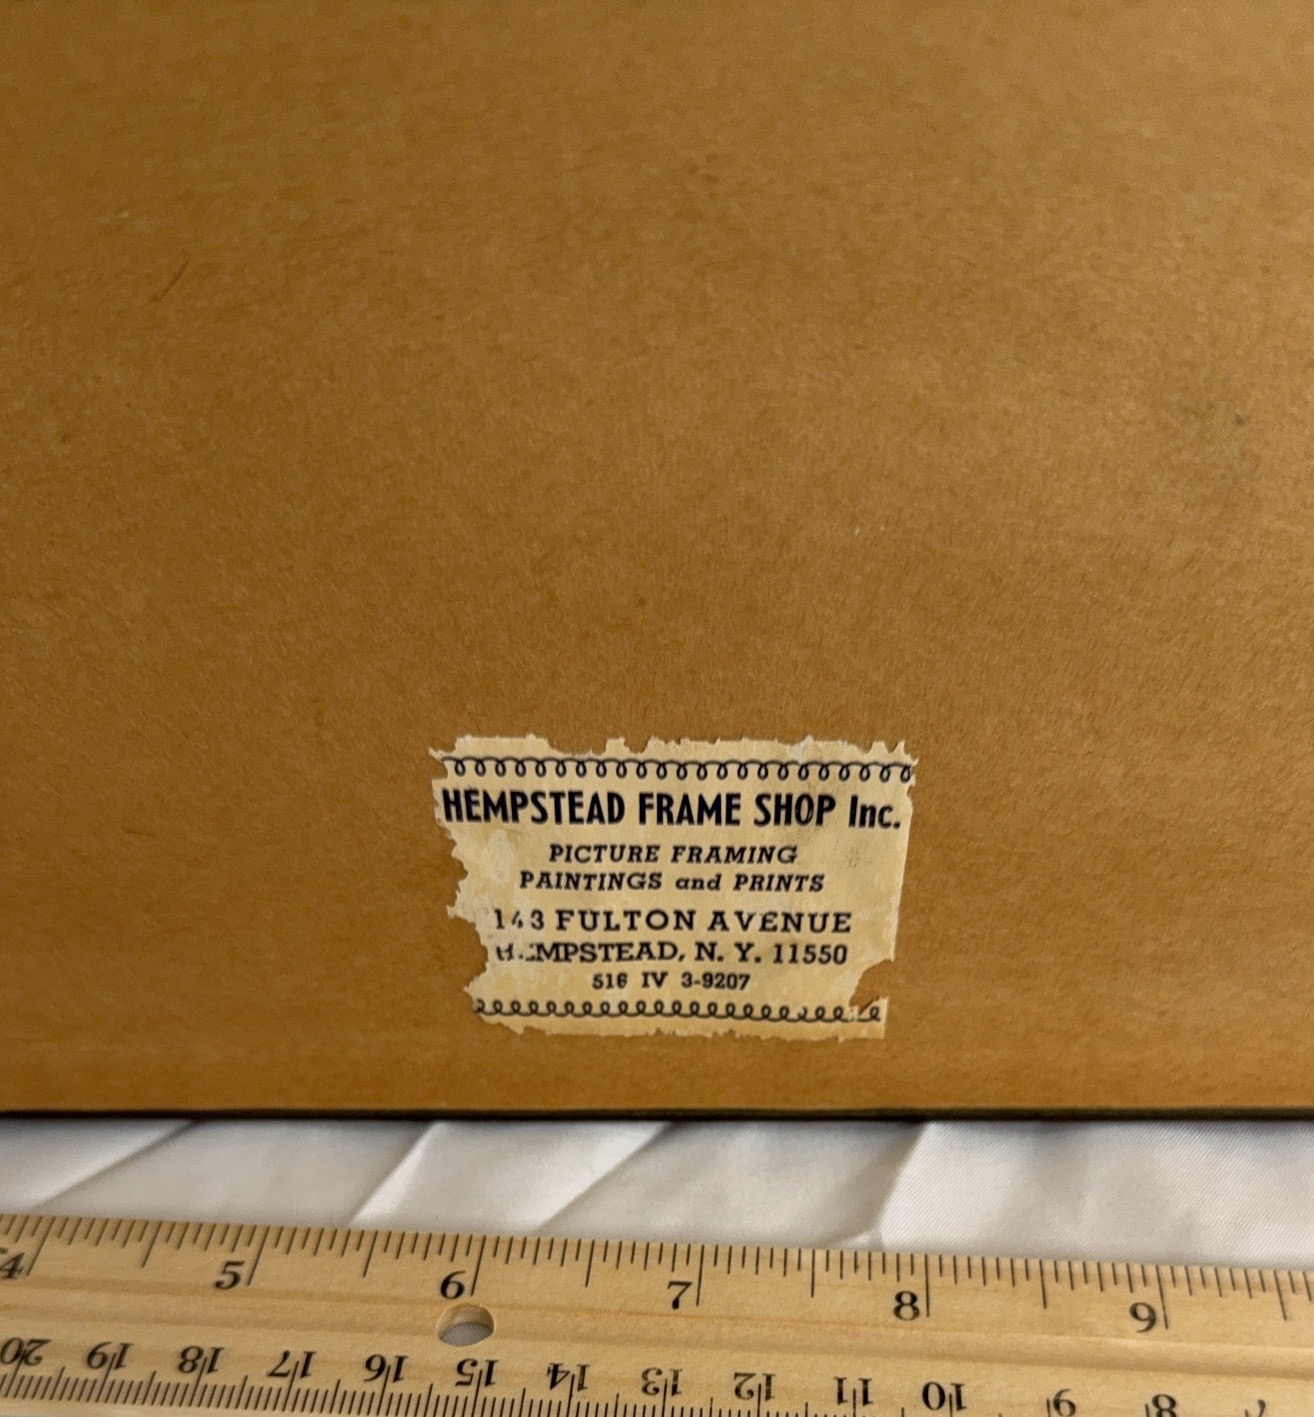 HEMPSTEAD FRAME SHOP Inc.
PICTURE FRAMING
PAINTINGS and PRINTS
143 FULTON AVENUE
HEMPSTEAD, N. Y. 11550
516 IV 3-9207
4 5 6 7 8 9
20 19 18 17 16 15 14 13 12 11 10 9 8